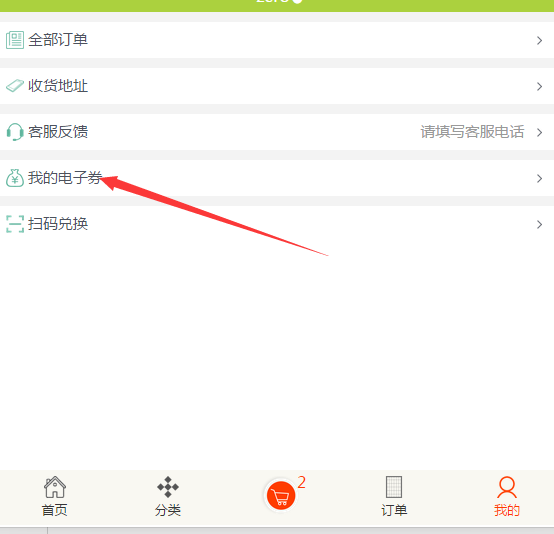 全部订单
收货地址
客服反馈 请填写客服电话
我的电子券
扫码兑换
2
首页 分类 订单 我的